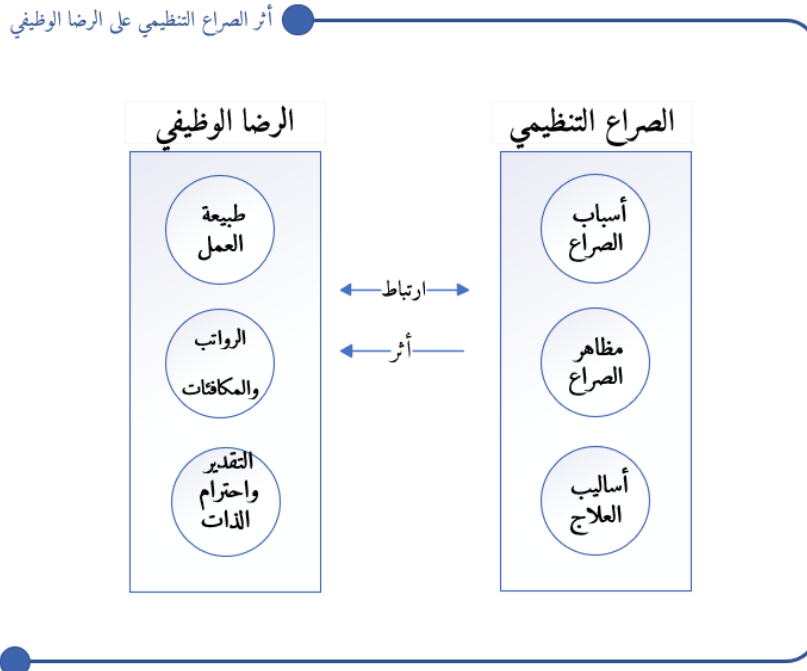 أثر الصراع التنظيمي على الرضا الوظيفي
الصراع التنظيمي
أسباب
الصراع
مظاهر
الصراع
أساليب
العلاج
ارتباط
أثر
الرضا الوظيفي
طبيعة
العمل
الرواتب
والمكافئات
التقدير
واحترام
الذات